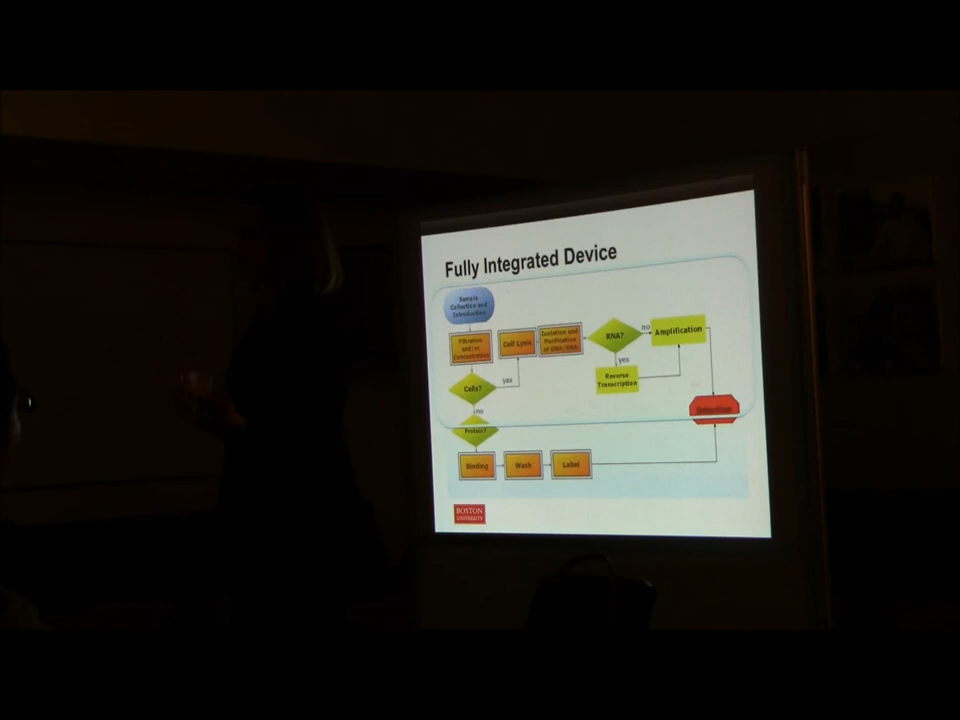 Fully Integrated Device
Sample
Collection and
Introduction
Filtration
and/or
Concentration
Cell Lysis
Isolation and
Purification
of DNA/RNA
RNA?
no
Amplification
yes
Reverse
Transcription
Cells?
yes
no
Protein?
Binding
Wash
Label
BOSTON
UNIVERSITY